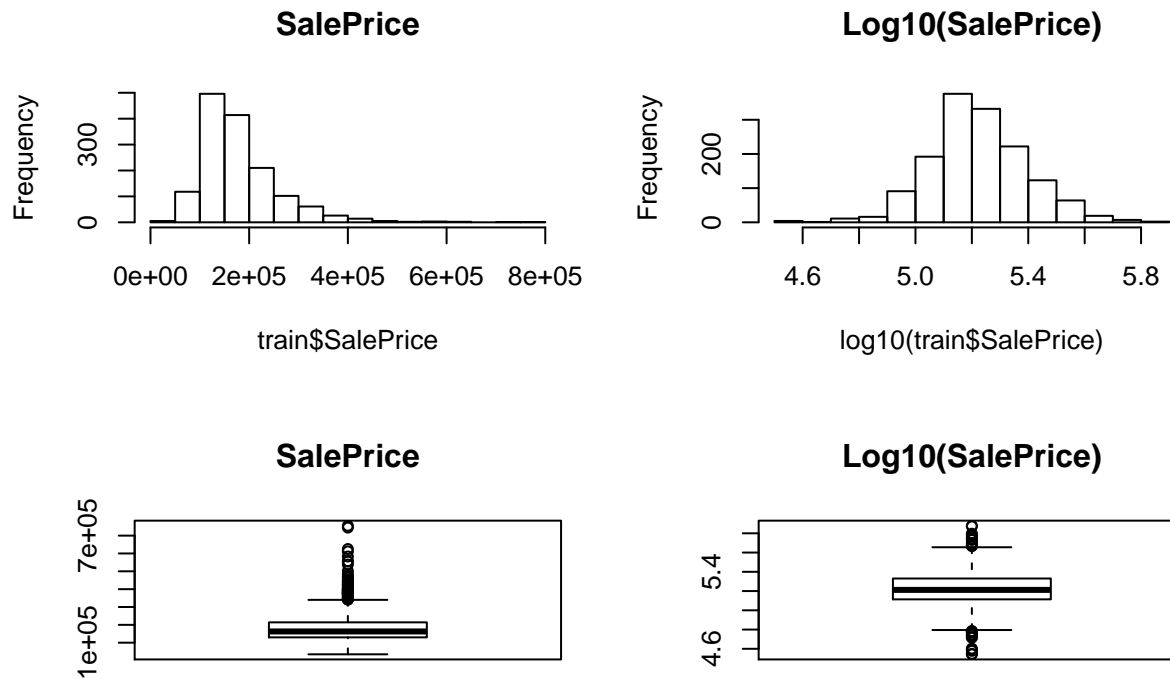 SalePrice
Frequency
0 300
0e+00 2e+05 4e+05 6e+05 8e+05
train$SalePrice
Log10(SalePrice)
Frequency
0 200
4.6 5.0 5.4 5.8
log10(train$SalePrice)
SalePrice
1e+05 7e+05
Log10(SalePrice)
4.6 5.4